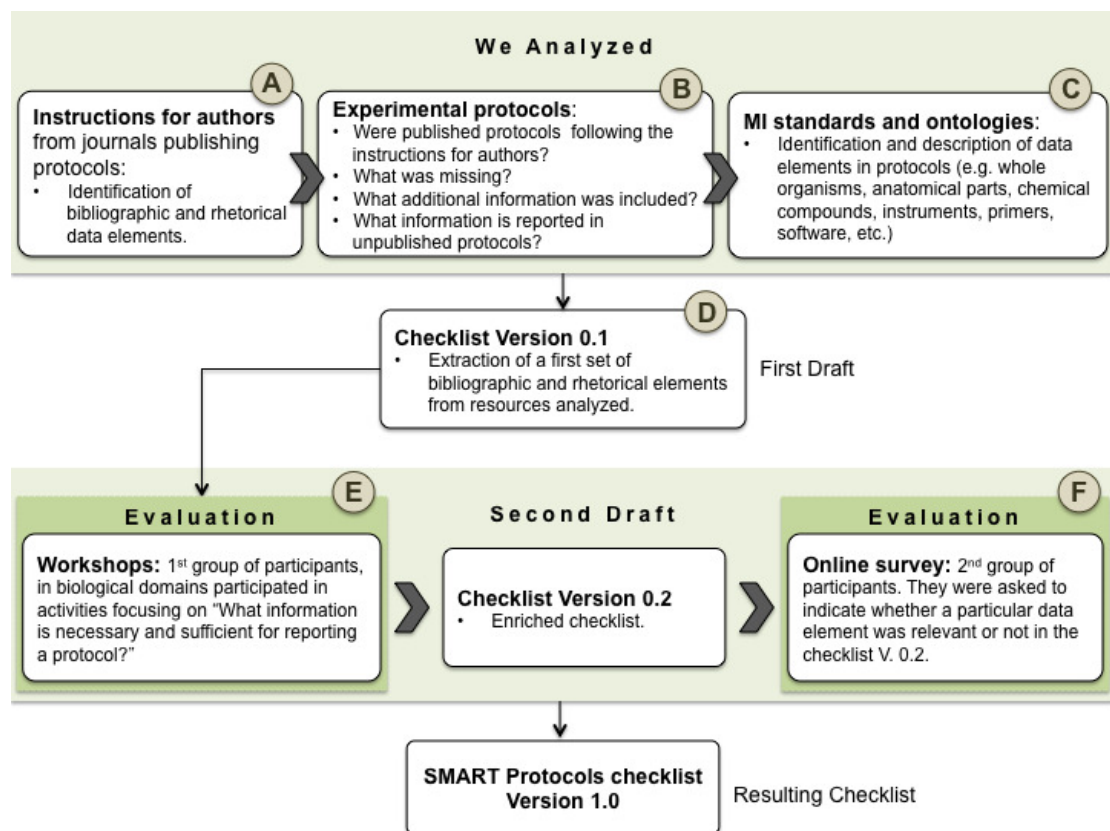 We Analyzed
A
Instructions for authors
from journals publishing
protocols:
• Identification of
bibliographic and rhetorical
data elements.
B
Experimental protocols:
• Were published protocols following the
instructions for authors?
• What was missing?
• What additional information was included?
• What information is reported in
unpublished protocols?
C
MI standards and ontologies:
• Identification and description of data
elements in protocols (e.g. whole
organisms, anatomical parts, chemical
compounds, instruments, primers,
software, etc.)
D
Checklist Version 0.1
• Extraction of a first set of
bibliographic and rhetorical elements
from resources analyzed.
First Draft
E
Evaluation
Workshops: 1st group of participants,
in biological domains participated in
activities focusing on “What information
is necessary and sufficient for reporting
a protocol?”
Second Draft
Checklist Version 0.2
• Enriched checklist.
F
Evaluation
Online survey: 2nd group of
participants. They were asked to
indicate whether a particular data
element was relevant or not in the
checklist V. 0.2.
SMART Protocols checklist
Version 1.0
Resulting Checklist